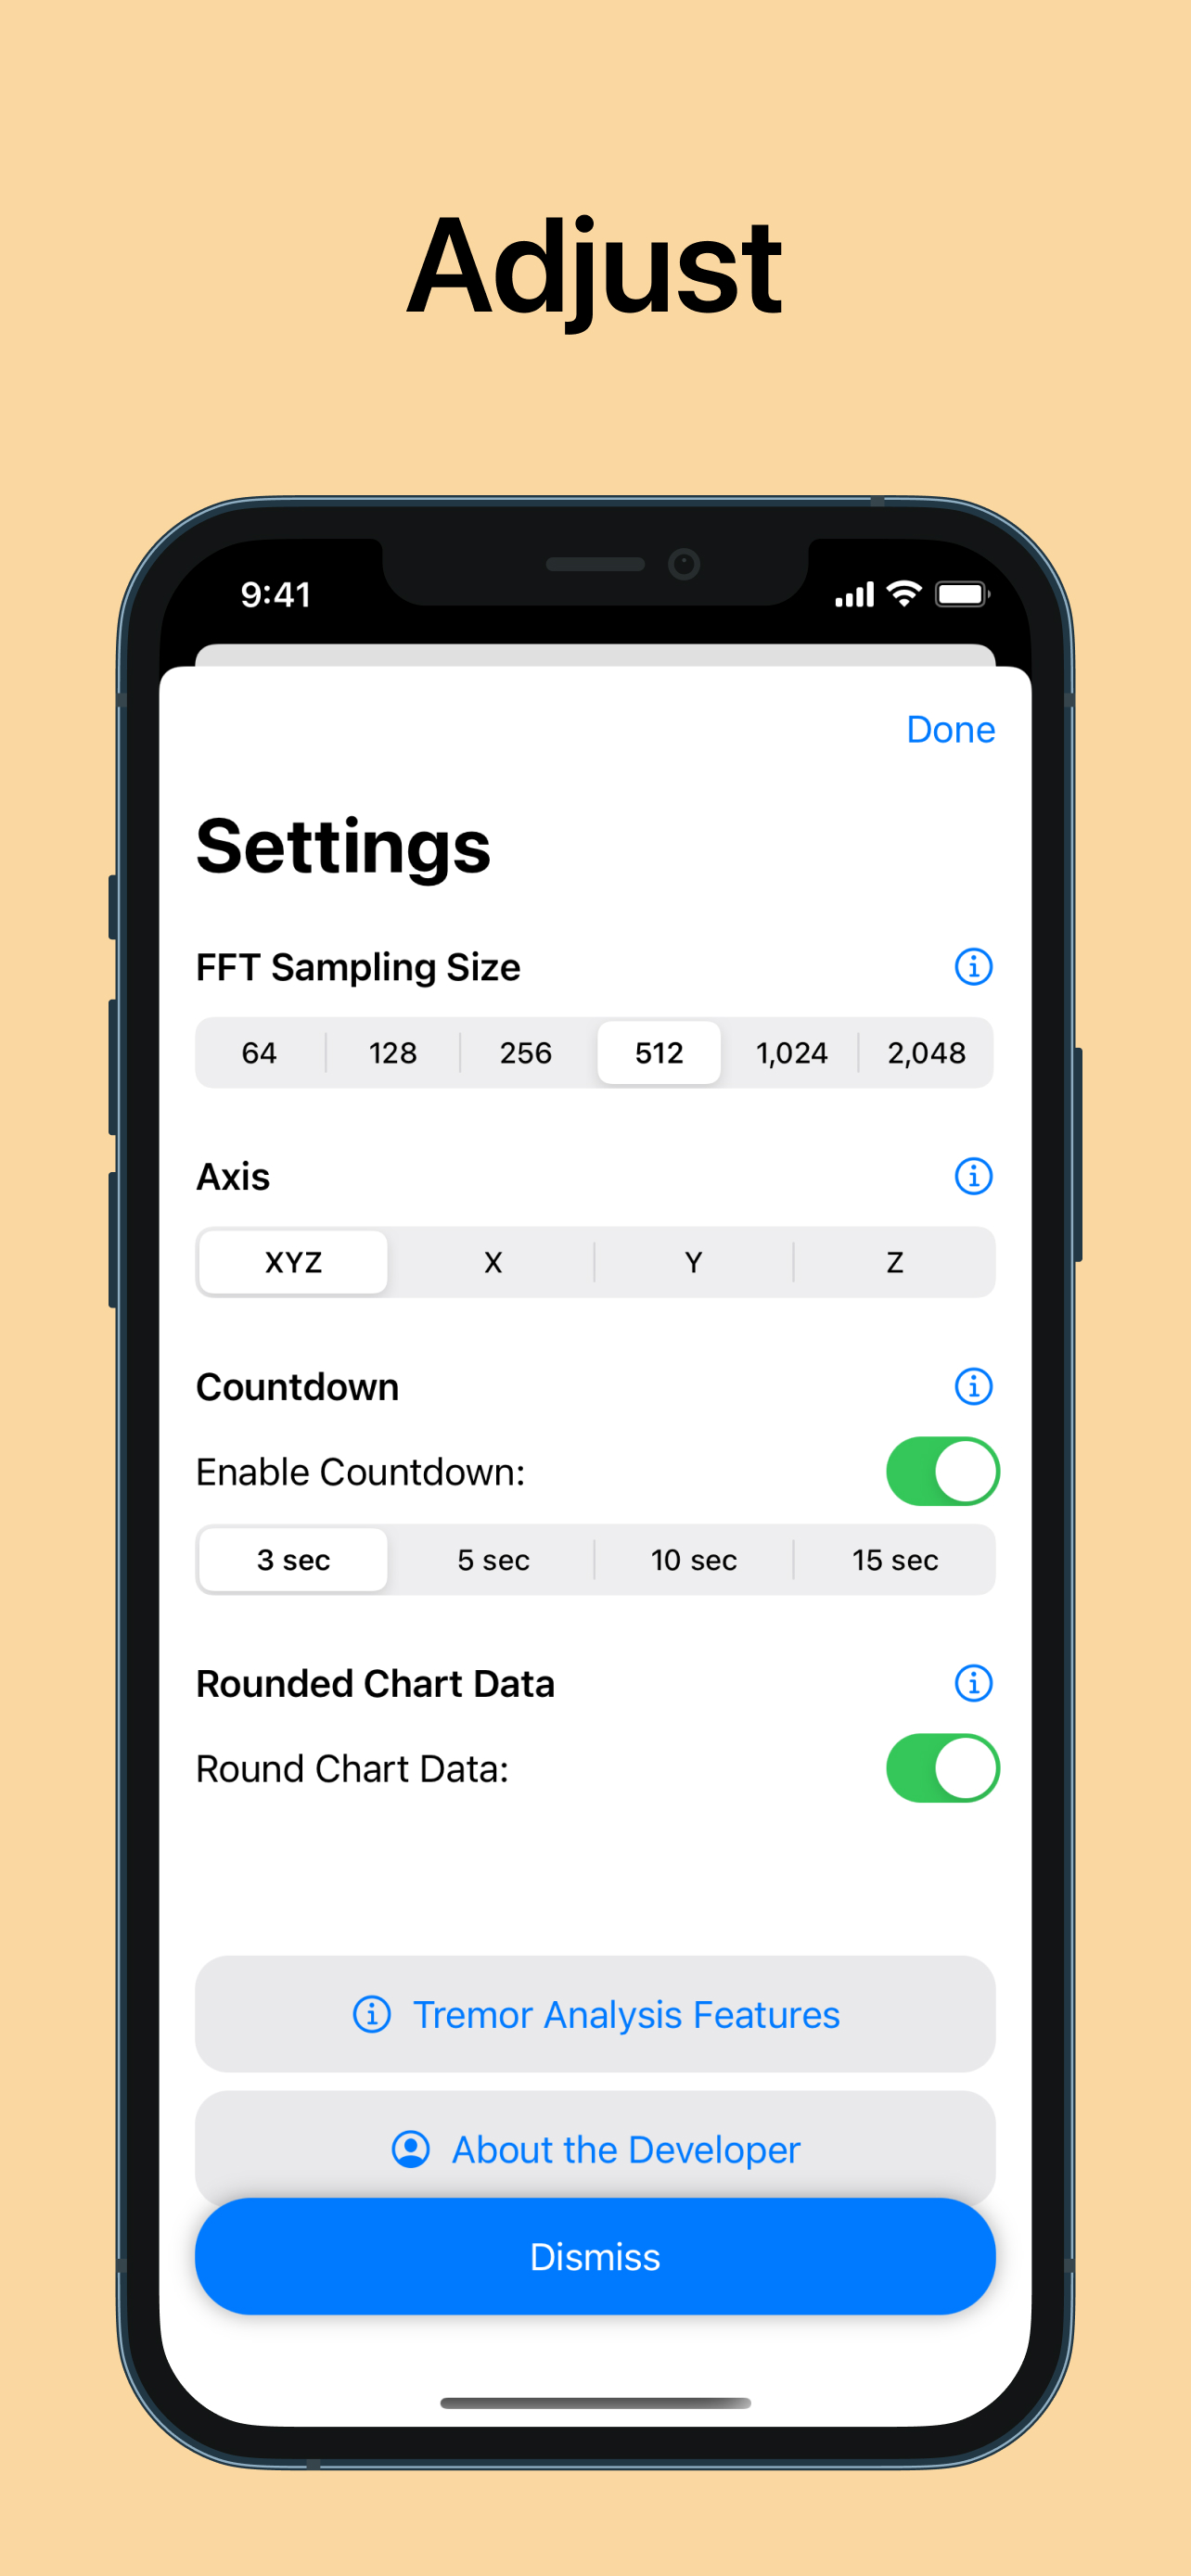 Adjust
9:41
Done
Settings
FFT Sampling Size
64 128 256 512 1,024 2,048
Axis
XYZ X Y Z
Countdown
Enable Countdown:
3 sec 5 sec 10 sec 15 sec
Rounded Chart Data
Round Chart Data:
Tremor Analysis Features
About the Developer
Dismiss